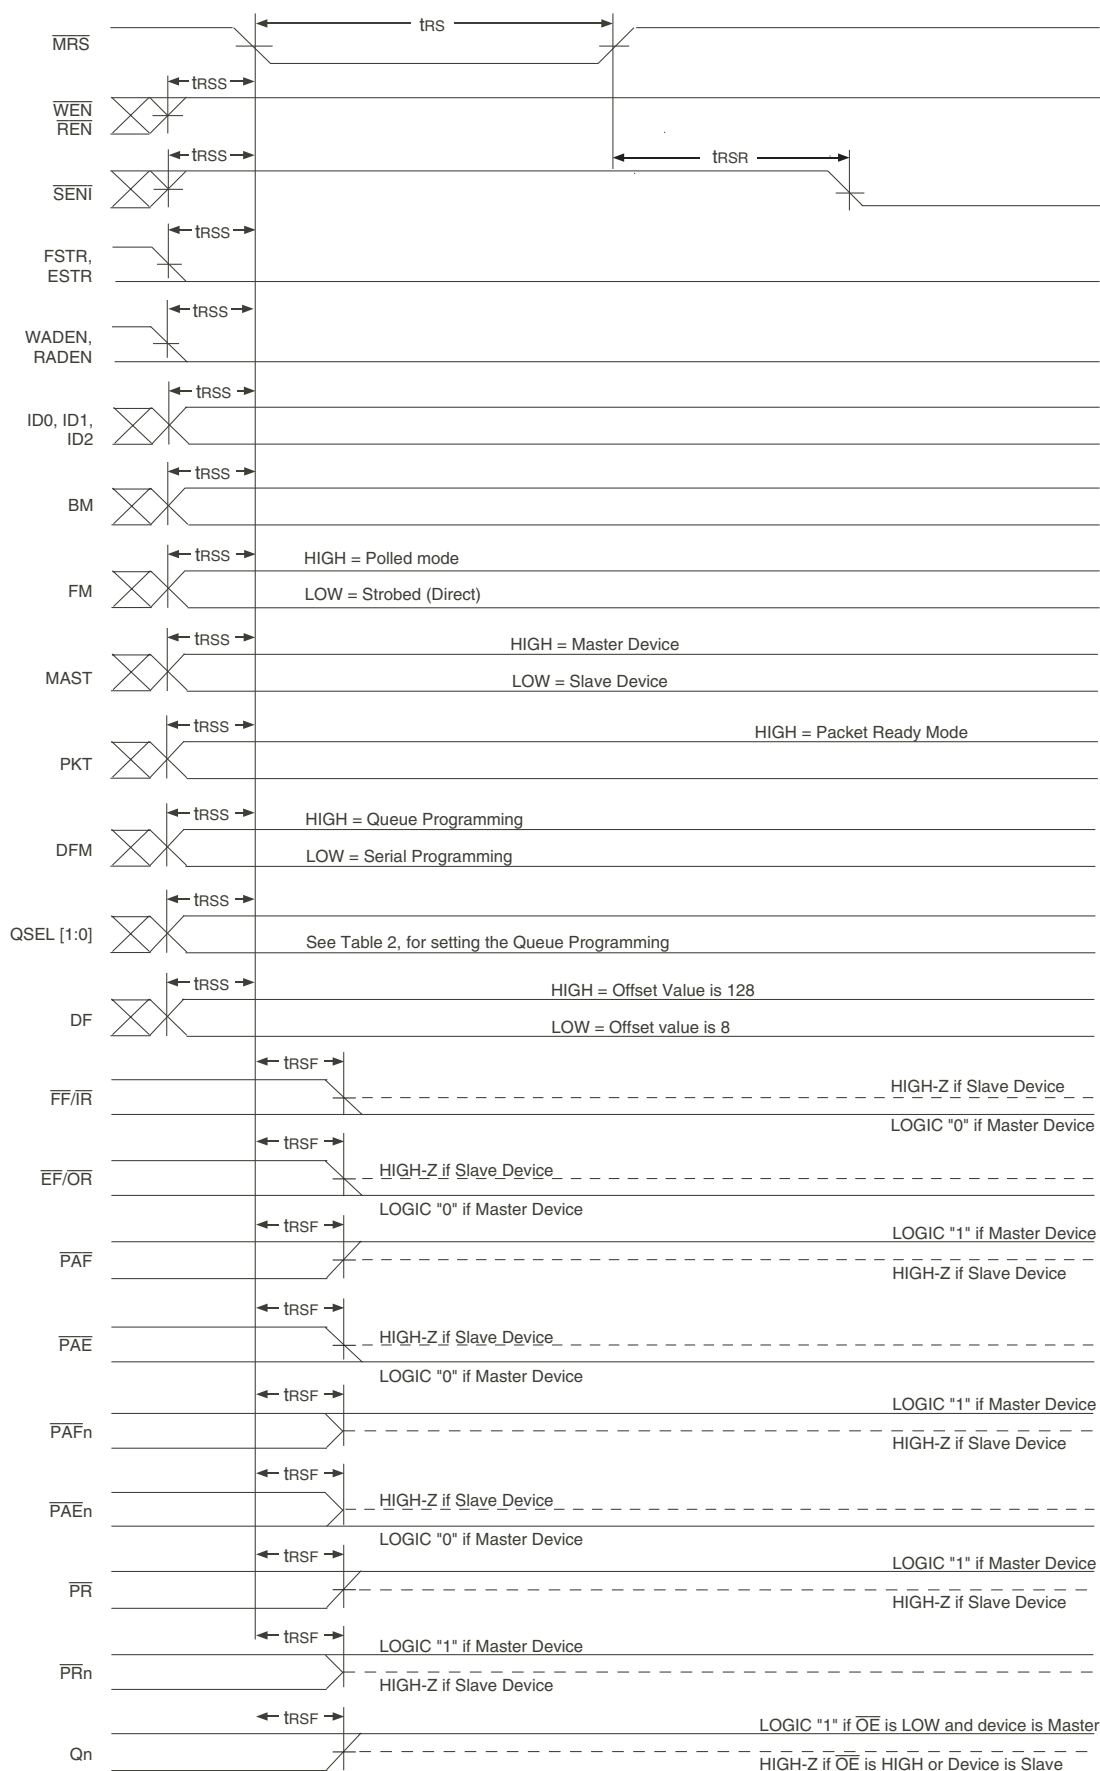 tRS
MRS
tRSS
WEN
REN
tRSS
tRSR
SENI
tRSS
FSTR,
ESTR
tRSS
WADEN,
RADEN
tRSS
ID0, ID1,
ID2
tRSS
BM
tRSS
HIGH = Polled mode
FM
LOW = Strobed (Direct)
tRSS
HIGH = Master Device
MAST
LOW = Slave Device
tRSS
HIGH = Packet Ready Mode
PKT
tRSS
HIGH = Queue Programming
DFM
LOW = Serial Programming
tRSS
QSEL [1:0]
See Table 2, for setting the Queue Programming
tRSS
HIGH = Offset Value is 128
DF
LOW = Offset value is 8
tRSF
HIGH-Z if Slave Device
FF/IR
LOGIC "0" if Master Device
tRSF
HIGH-Z if Slave Device
EF/OR
LOGIC "0" if Master Device
tRSF
LOGIC "1" if Master Device
PAF
HIGH-Z if Slave Device
tRSF
HIGH-Z if Slave Device
PAE
LOGIC "0" if Master Device
tRSF
LOGIC "1" if Master Device
PAFn
HIGH-Z if Slave Device
tRSF
HIGH-Z if Slave Device
PAEn
LOGIC "0" if Master Device
tRSF
LOGIC "1" if Master Device
PR
HIGH-Z if Slave Device
tRSF
LOGIC "1" if Master Device
PRn
HIGH-Z if Slave Device
tRSF
LOGIC "1" if OE is LOW and device is Master
Qn
HIGH-Z if OE is HIGH or Device is Slave